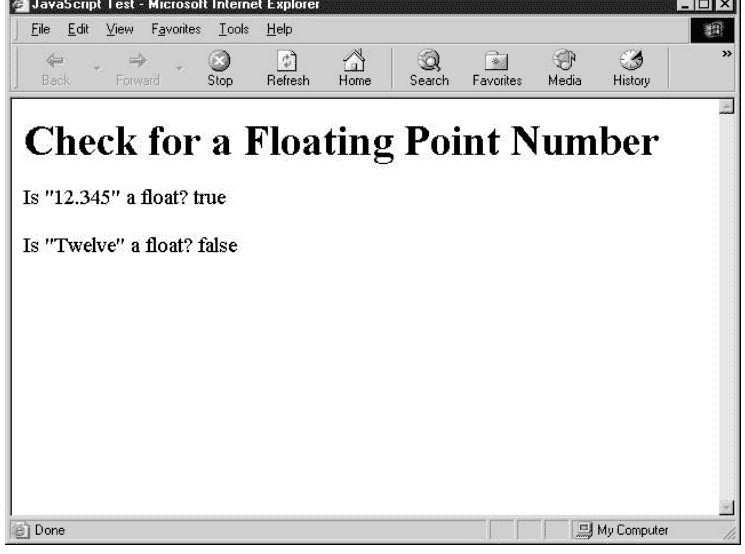 JavaScript Test - Microsoft Internet Explorer
File Edit View Favorites Tools Help
Back Forward Stop Refresh Home Search Favorites Media History »
Check for a Floating Point Number
Is "12.345" a float? true
Is "Twelve" a float? false
Done My Computer